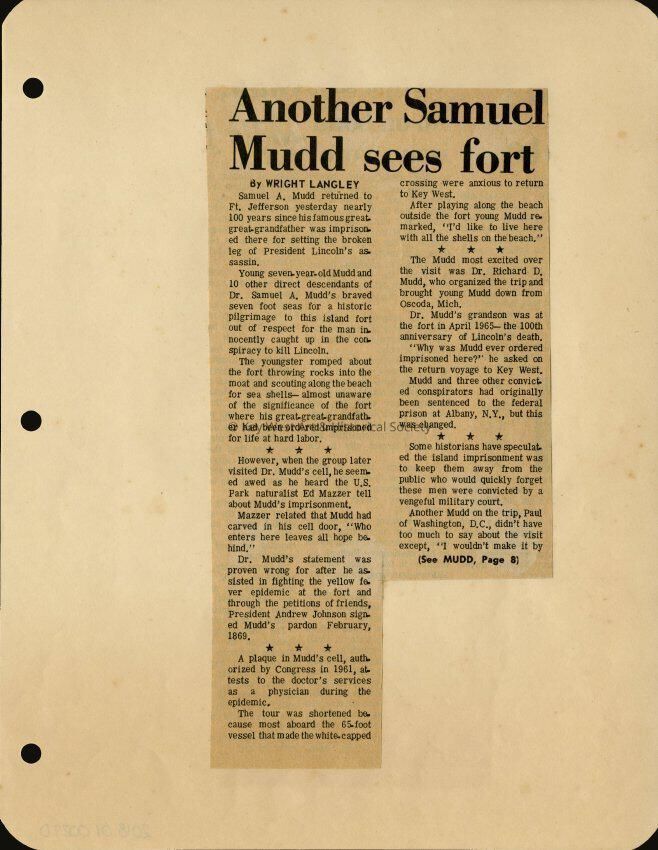 Another Samuel
Mudd sees fort
By WRIGHT LANGLEY
Samuel A. Mudd returned to
Ft. Jefferson yesterday nearly
100 years since his famous great-
great-grandfather was imprison-
ed there for setting the broken
leg of President Lincoln's as-
sassin.
Young seven-year-old Mudd and
10 other direct descendants of
Dr. Samuel A. Mudd's braved
seven foot seas for a historic
pilgrimage to this island fort
out of respect for the man in-
nocently caught up in the con-
spiracy to kill Lincoln.
The youngster romped about
the fort throwing rocks into the
moat and scouting along the beach
for sea shells— almost unaware
of the significance of the fort
where his great-great-grandfath-
er had been ordered imprisoned
for life at hard labor.
★ ★ ★
However, when the group later
visited Dr. Mudd's cell, he seem-
ed awed as he heard the U.S.
Park naturalist Ed Mazzer tell
about Mudd's imprisonment.
Mazzer related that Mudd had
carved in his cell door, "Who
enters here leaves all hope be-
hind."
Dr. Mudd's statement was
proven wrong for after he as-
sisted in fighting the yellow fe-
ver epidemic at the fort and
through the petitions of friends,
President Andrew Johnson sign-
ed Mudd's pardon February,
1869.
★ ★ ★
A plaque in Mudd's cell, auth-
orized by Congress in 1961, at-
tests to the doctor's services
as a physician during the
epidemic.
The tour was shortened be-
cause most aboard the 65-foot
vessel that made the white-capped
crossing were anxious to return
to Key West.
After playing along the beach
outside the fort young Mudd re-
marked, "I'd like to live here
with all the shells on the beach."
★ ★ ★
The Mudd most excited over
the visit was Dr. Richard D.
Mudd, who organized the trip and
brought young Mudd down from
Oscoda, Mich.
Dr. Mudd's grandson was at
the fort in April 1965— the 100th
anniversary of Lincoln's death.
"Why was Mudd ever ordered
imprisoned here?" he asked on
the return voyage to Key West.
Mudd and three other convict-
ed conspirators had originally
been sentenced to the federal
prison at Albany, N.Y., but this
was changed.
★ ★ ★
Some historians have speculat-
ed the island imprisonment was
to keep them away from the
public who would quickly forget
these men were convicted by a
vengeful military court.
Another Mudd on the trip, Paul
of Washington, D.C., didn't have
too much to say about the visit
except, "I wouldn't make it by
(See MUDD, Page 8)